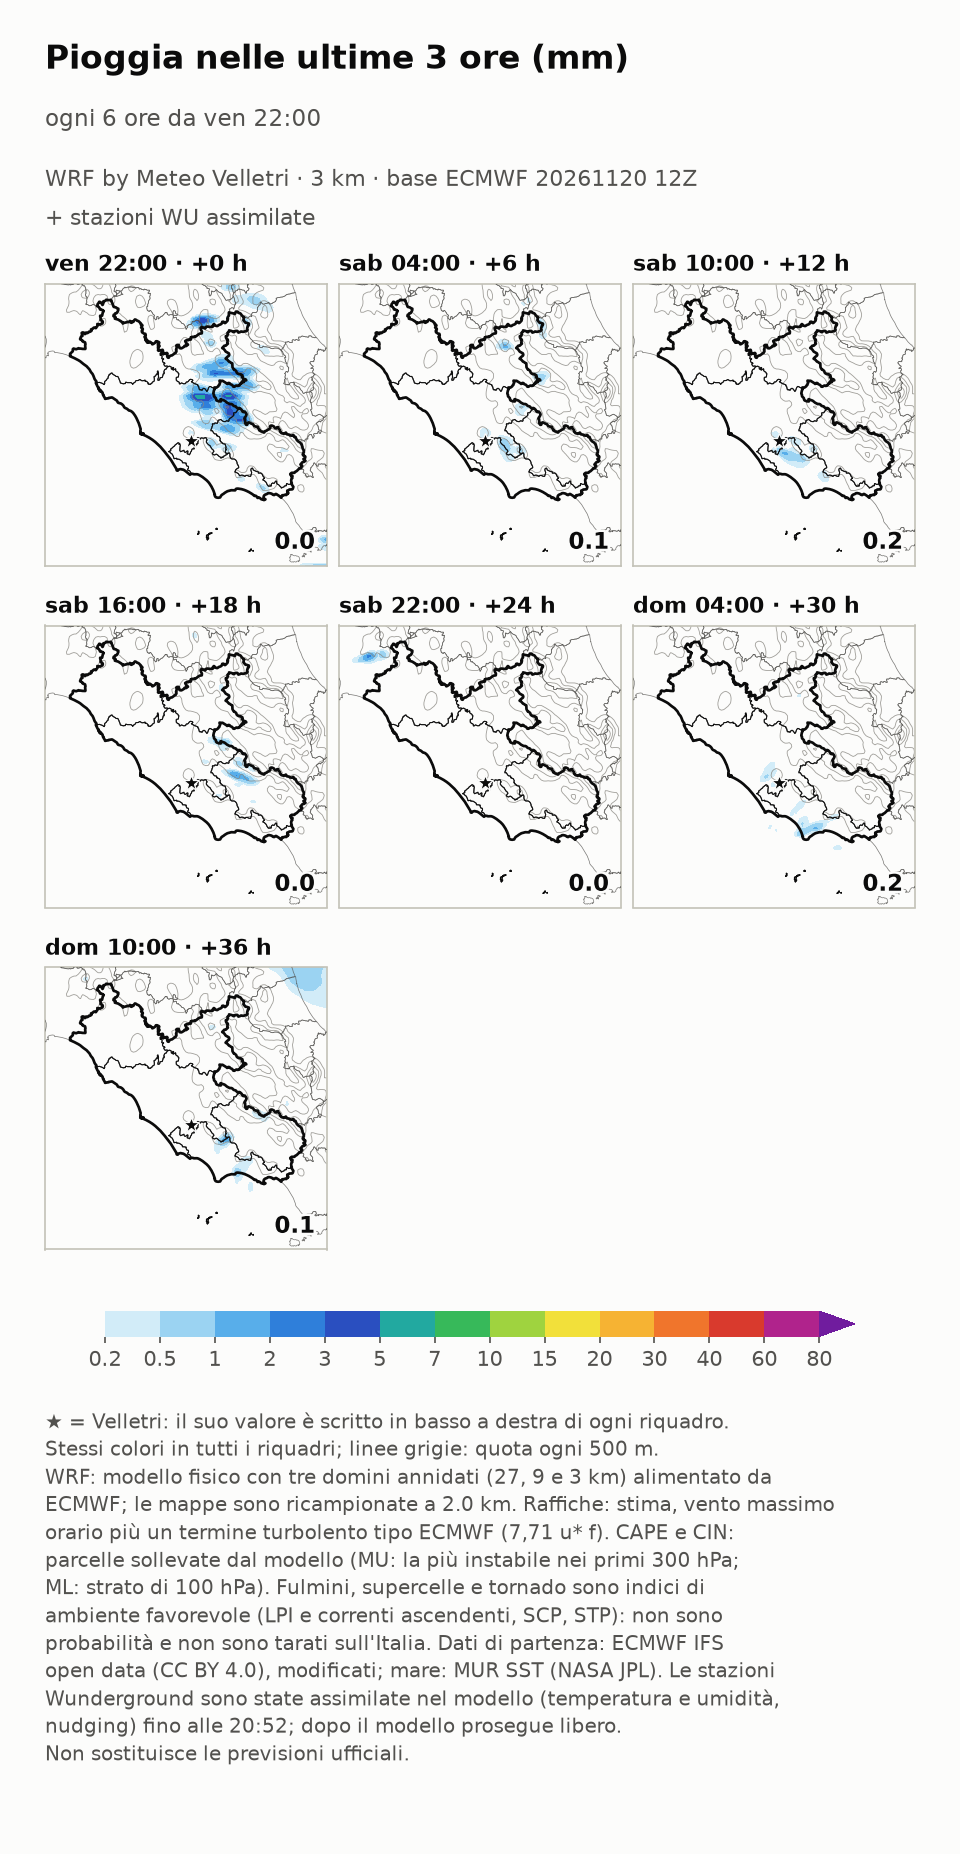 Pioggia nelle ultime 3 ore (mm)
ogni 6 ore da ven 22:00
WRF by Meteo Velletri · 3 km · base ECMWF 20261120 12Z
+ stazioni WU assimilate
ven 22:00 · +0 h
sab 04:00 · +6 h
sab 10:00 · +12 h
0.0
0.1
0.2
sab 16:00 · +18 h
sab 22:00 · +24 h
dom 04:00 · +30 h
0.0
0.0
0.2
dom 10:00 · +36 h
0.1
0.2 0.5 1 2 3 5 7 10 15 20 30 40 60 80
★ = Velletri: il suo valore è scritto in basso a destra di ogni riquadro.
Stessi colori in tutti i riquadri; linee grigie: quota ogni 500 m.
WRF: modello fisico con tre domini annidati (27, 9 e 3 km) alimentato da
ECMWF; le mappe sono ricampionate a 2.0 km. Raffiche: stima, vento massimo
orario più un termine turbolento tipo ECMWF (7,71 u* f). CAPE e CIN:
parcelle sollevate dal modello (MU: la più instabile nei primi 300 hPa;
ML: strato di 100 hPa). Fulmini, supercelle e tornado sono indici di
ambiente favorevole (LPI e correnti ascendenti, SCP, STP): non sono
probabilità e non sono tarati sull'Italia. Dati di partenza: ECMWF IFS
open data (CC BY 4.0), modificati; mare: MUR SST (NASA JPL). Le stazioni
Wunderground sono state assimilate nel modello (temperatura e umidità,
nudging) fino alle 20:52; dopo il modello prosegue libero.
Non sostituisce le previsioni ufficiali.